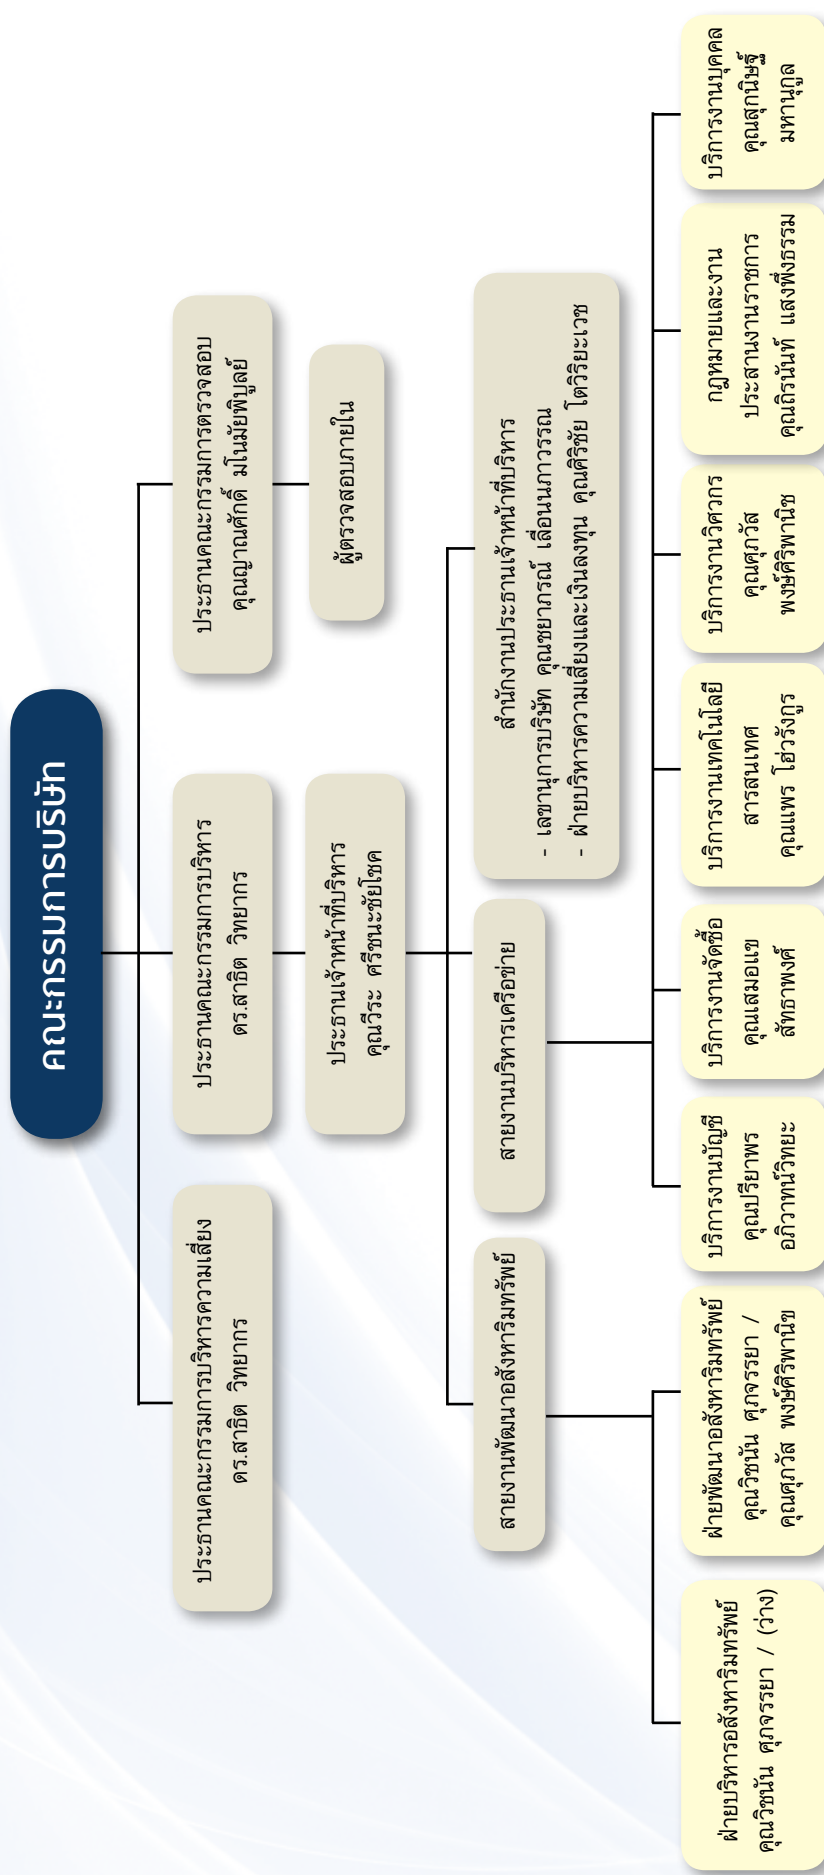 คณะกรรมการบริษัท
ประธานคณะกรรมการบริหารความเสี่ยง
ดร.สาธิต วิทยากร
ประธานคณะกรรมการบริหาร
ดร.สาธิต วิทยากร
ประธานคณะกรรมการตรวจสอบ
คุณญาณศักดิ์ มโนมัยพิบูลย์
ประธานเจ้าหน้าที่บริหาร
คุณวีระ ศรีชนะชัยโชค
ผู้ตรวจสอบภายใน
สายงานพัฒนาอสังหาริมทรัพย์
สายงานบริหารเครือข่าย
สำนักงานประธานเจ้าหน้าที่บริหาร
- เลขานุการบริษัท คุณชยาภรณ์ เลื่อนนภาวรรณ
- ฝ่ายบริหารความเสี่ยงและเงินลงทุน คุณศิริชัย โตวิริยะเวช
ฝ่ายบริหารอสังหาริมทรัพย์
คุณวิชนัน ศุภจรรยา / (ว่าง)
ฝ่ายพัฒนาอสังหาริมทรัพย์
คุณวิชนัน ศุภจรรยา /
คุณศุภวัส พงษ์ศิริพานิช
บริการงานบัญชี
คุณปรียาพร
อภิวาทน์วิทยะ
บริการงานจัดซื้อ
คุณเสมอแข
สัทธาพงศ์
บริการงานเทคโนโลยี
สารสนเทศ
คุณแพร โฮ่วรังกูร
บริการงานวิศวกร
คุณศุภวัส
พงษ์ศิริพานิช
กฎหมายและงาน
ประสานงานราชการ
คุณถิรนันท์ แสงพึ่งธรรม
บริการงานบุคคล
คุณสุกนิษฐ์
มหานุกูล